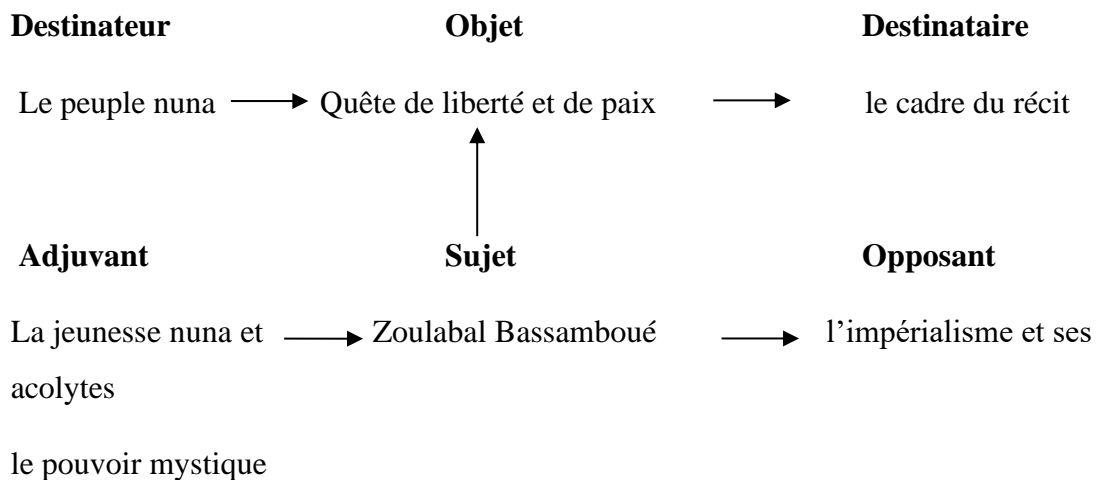 Destinateur Objet Destinataire
Le peuple nuna Quête de liberté et de paix le cadre du récit
Adjuvant Sujet Opposant
La jeunesse nuna et Zoulabal Bassamboué l’impérialisme et ses
acolytes
le pouvoir mystique